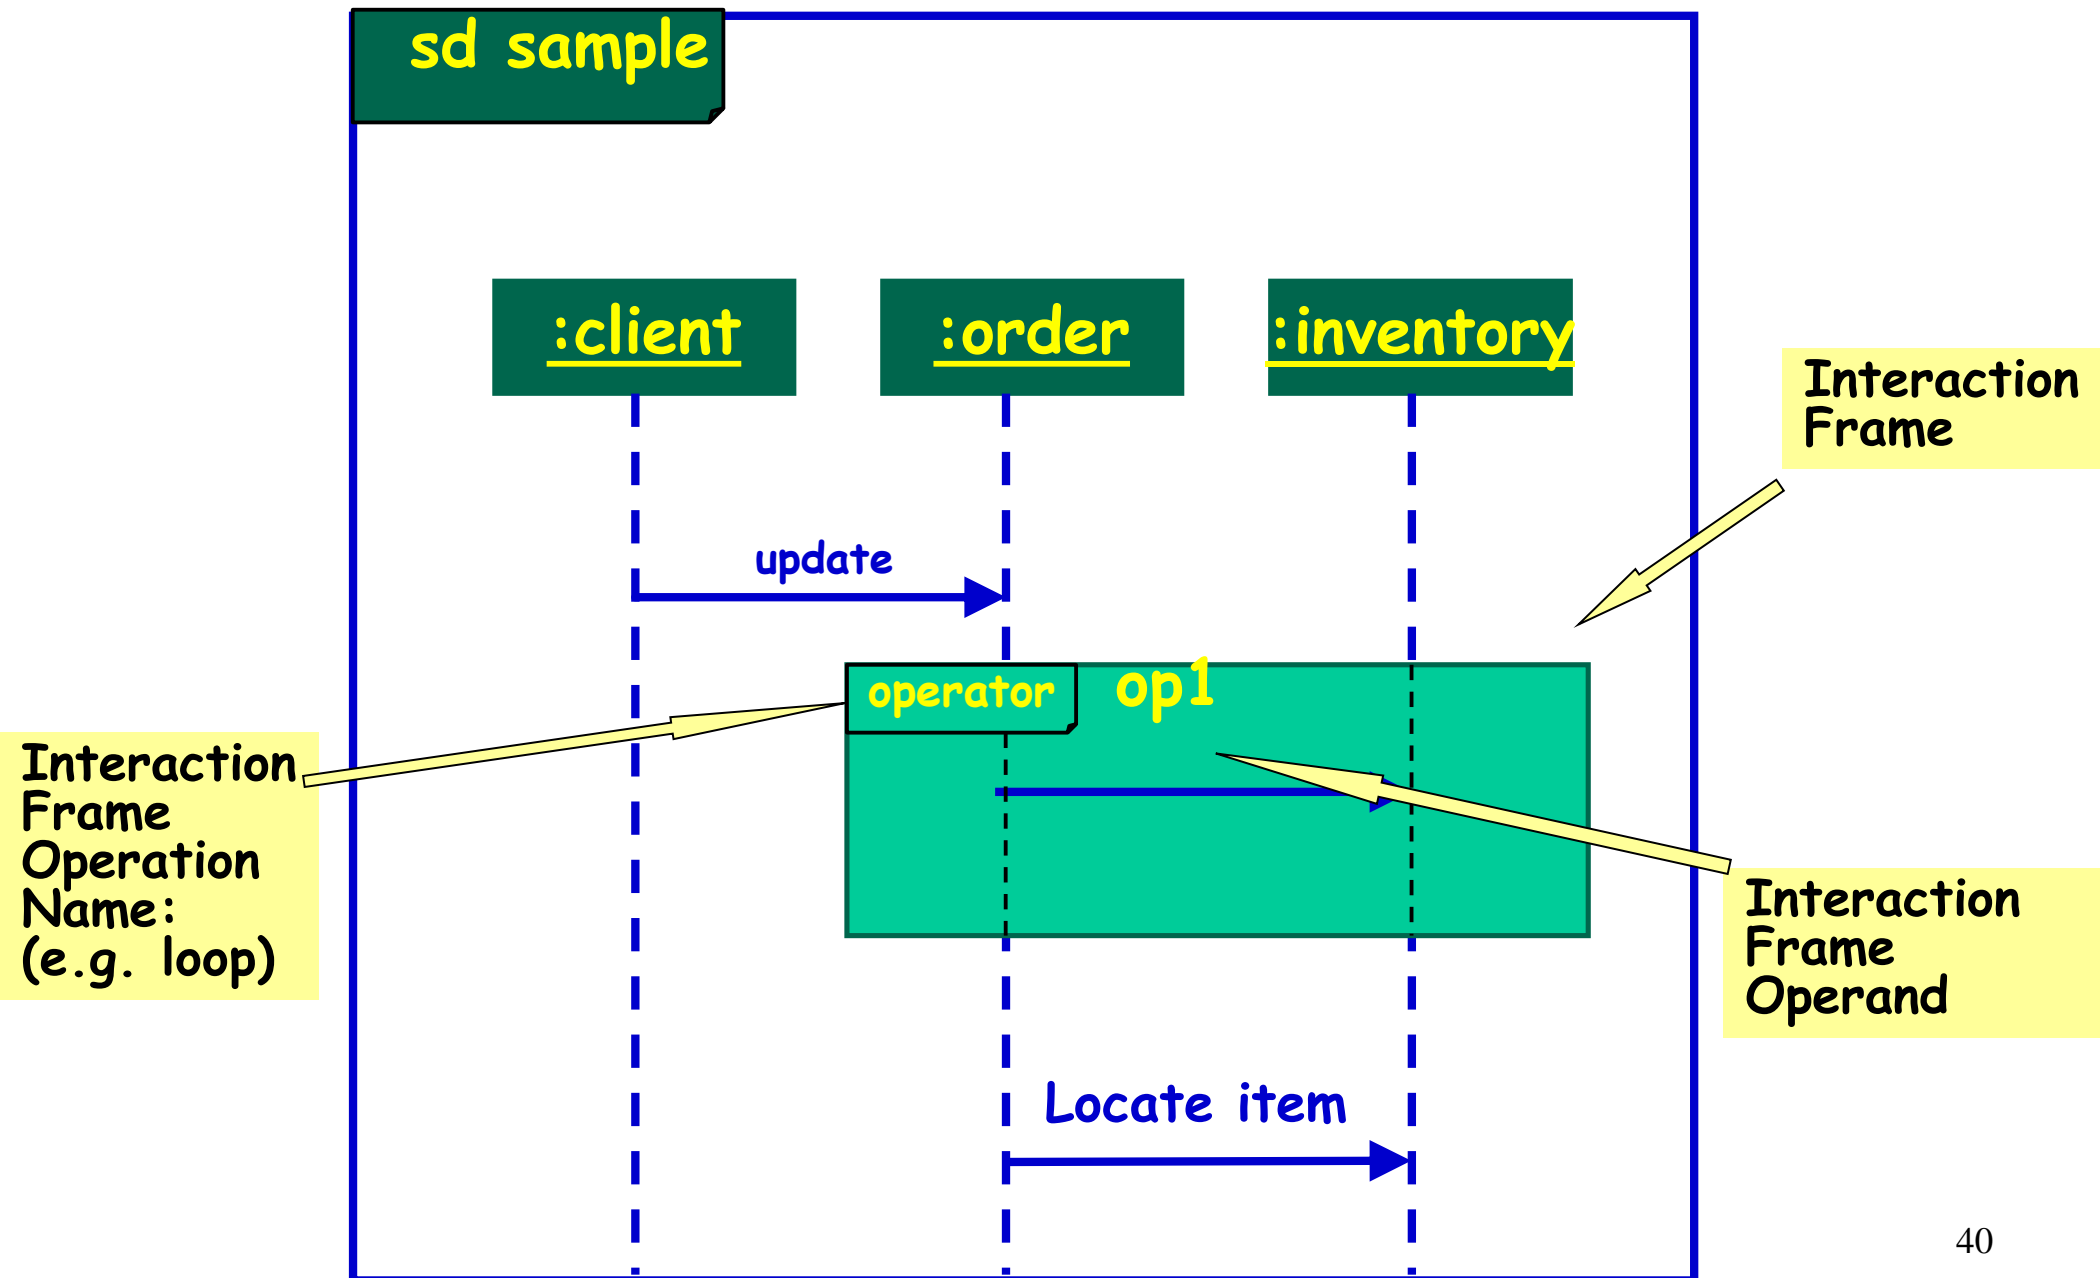 sd sample
:client
:order
:inventory
Interaction
Frame
update
operator
op1
Interaction
Frame
Operation
Name:
(e.g. loop)
Interaction
Frame
Operand
Locate item
40